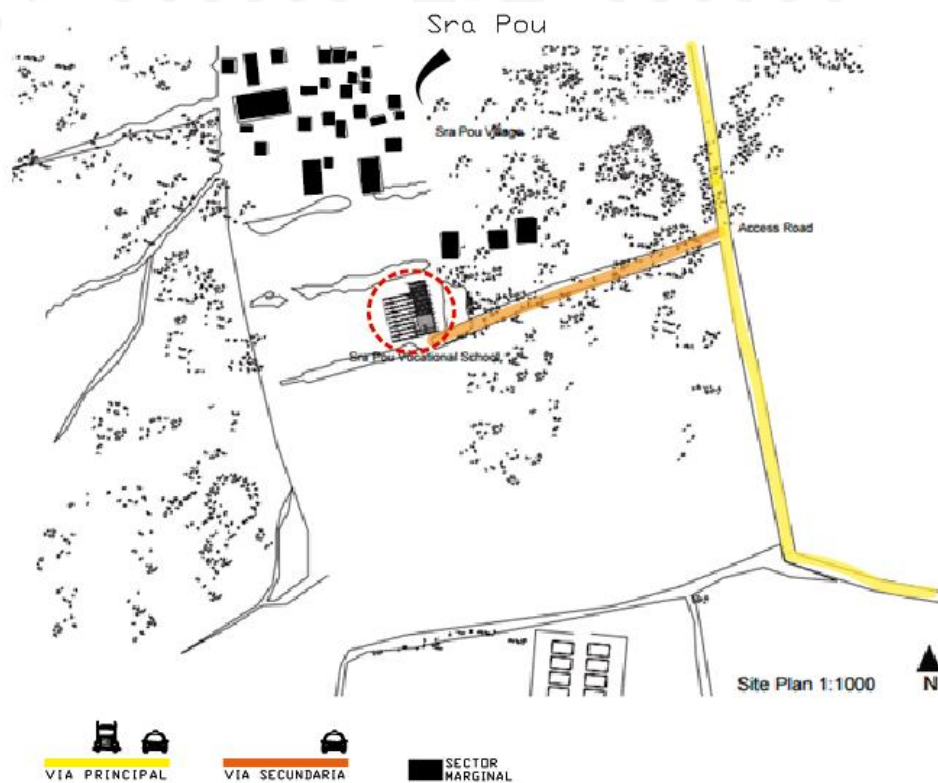 Sra Pou
Sra Pou Village
Access Road
Sra Pou Vocational School
Site Plan 1:1000
N
VIA PRINCIPAL
VIA SECUNDARIA
SECTOR
MARGINAL